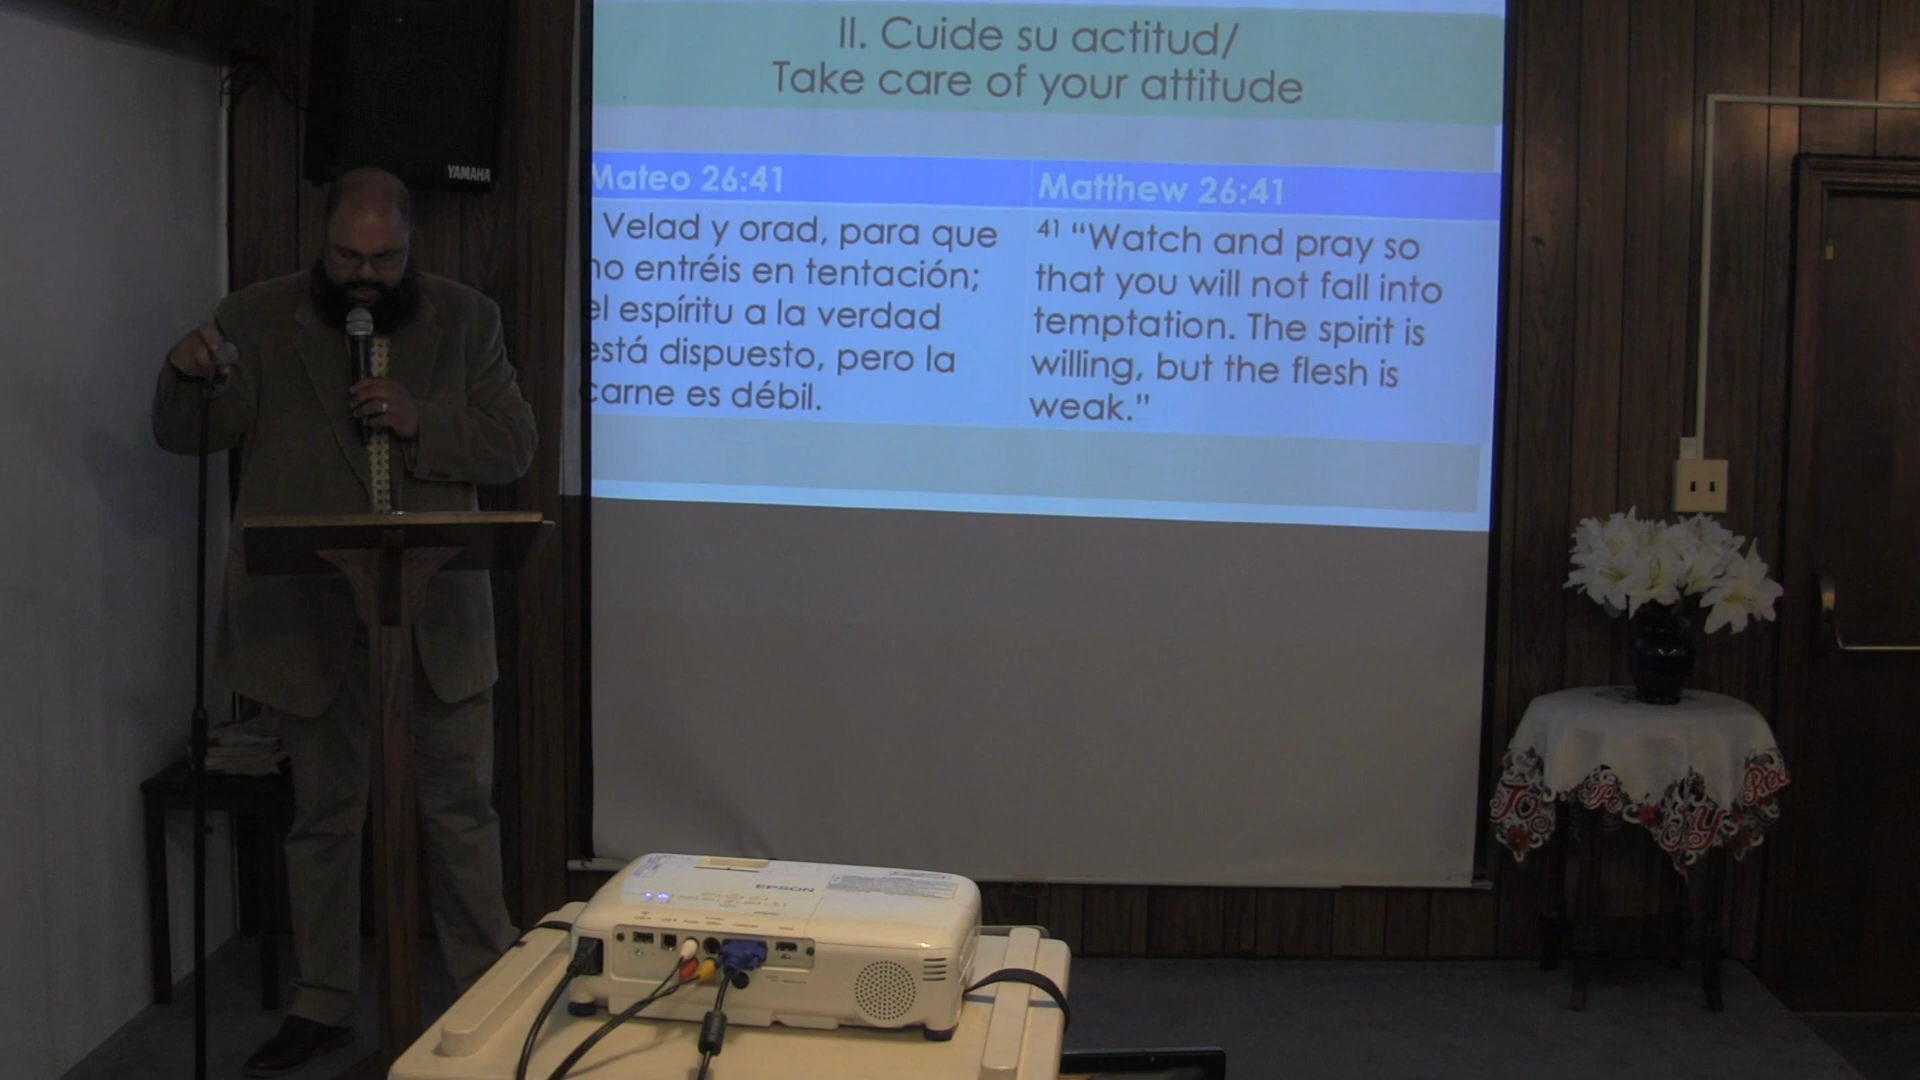 II. Cuide su actitud/
Take care of your attitude
Mateo 26:41
Velad y orad, para que
no entréis en tentación;
el espíritu a la verdad
está dispuesto, pero la
carne es débil.
Matthew 26:41
41 “Watch and pray so
that you will not fall into
temptation. The spirit is
willing, but the flesh is
weak.”
YAMAHA
EPSON
Joy